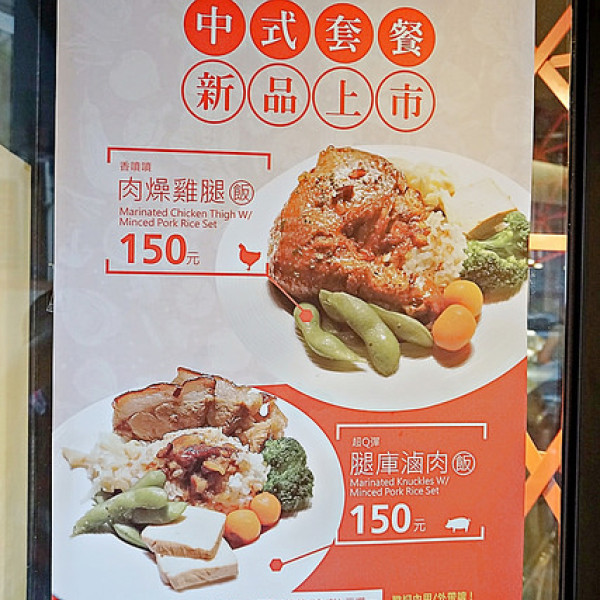 中式套餐
新品上市
香噴噴
肉燥雞腿飯
Marinated Chicken Thigh W/
Minced Pork Rice Set
150元
超Q彈
腿庫滷肉飯
Marinated Knuckles W/
Minced Pork Rice Set
150元